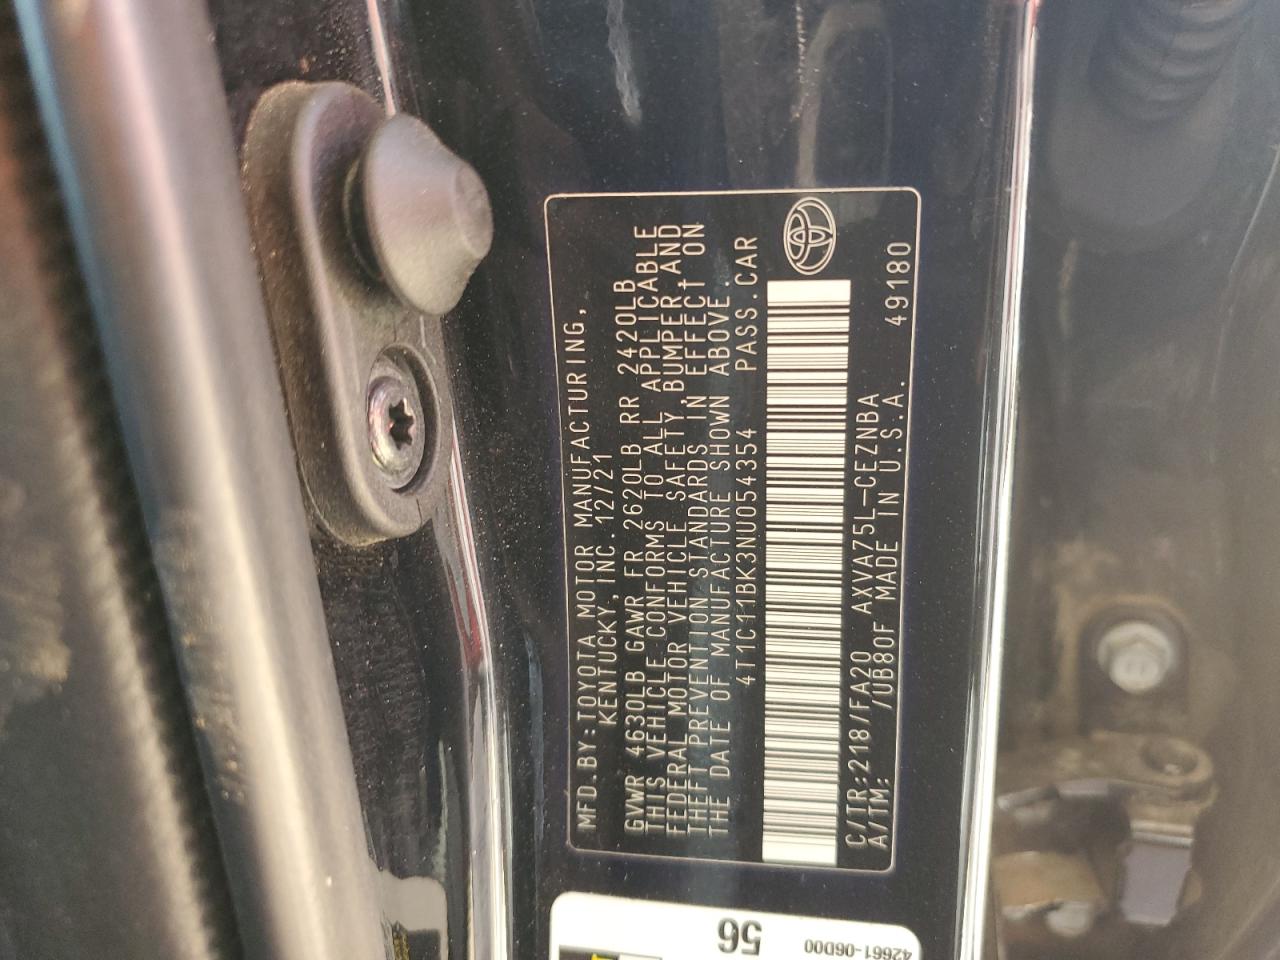 MFD.BY:TOYOTA MOTOR MANUFACTURING,
KENTUCKY, INC. 12/21
GVWR 4630LB GAWR FR 2620LB RR 2420LB
THIS VEHICLE CONFORMS TO ALL APPLICABLE
FEDERAL MOTOR VEHICLE SAFETY, BUMPER, AND
THEFT PREVENTION STANDARDS IN EFFECT ON
THE DATE OF MANUFACTURE SHOWN ABOVE.
4T1C11BK3NU054354 PASS.CAR
C/TR:218/FA20 AXVA75L-CEZNBA
A/TM: /UB80F MADE IN U.S.A. 49180
56
42661-06D00